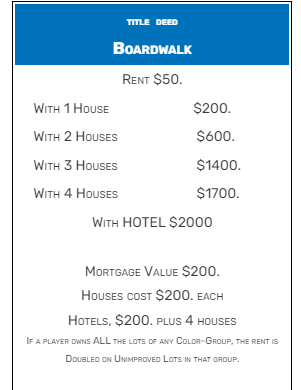 TITLE DEED
BOARDWALK
RENT $50.
WITH 1 HOUSE $200.
WITH 2 HOUSES $600.
WITH 3 HOUSES $1400.
WITH 4 HOUSES $1700.
WITH HOTEL $2000
MORTGAGE VALUE $200.
HOUSES COST $200. EACH
HOTELS, $200. PLUS 4 HOUSES
IF A PLAYER OWNS ALL THE LOTS OF ANY COLOR-GROUP, THE RENT IS
DOUBLED ON UNIMPROVED LOTS IN THAT GROUP.